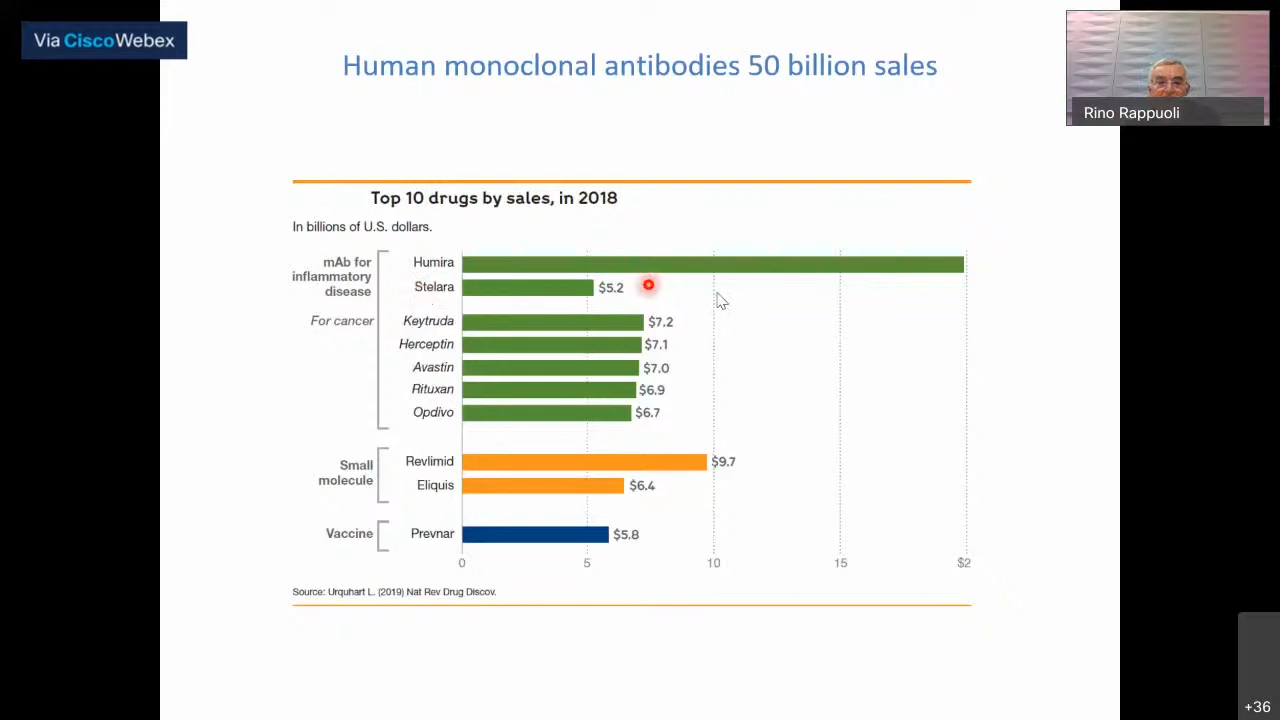 Via Cisco Webex
Human monoclonal antibodies 50 billion sales
Rino Rappuoli
Top 10 drugs by sales, in 2018
In billions of U.S. dollars.
mAb for
inflammatory
disease
Humira
Stelara $5.2
For cancer
Keytruda $7.2
Herceptin $7.1
Avastin $7.0
Rituxan $6.9
Opdivo $6.7
Small
molecule
Revlimid $9.7
Eliquis $6.4
Vaccine Prevnar $5.8
0 5 10 15 $2
Source: Urquhart L. (2019) Nat Rev Drug Discov.
+36